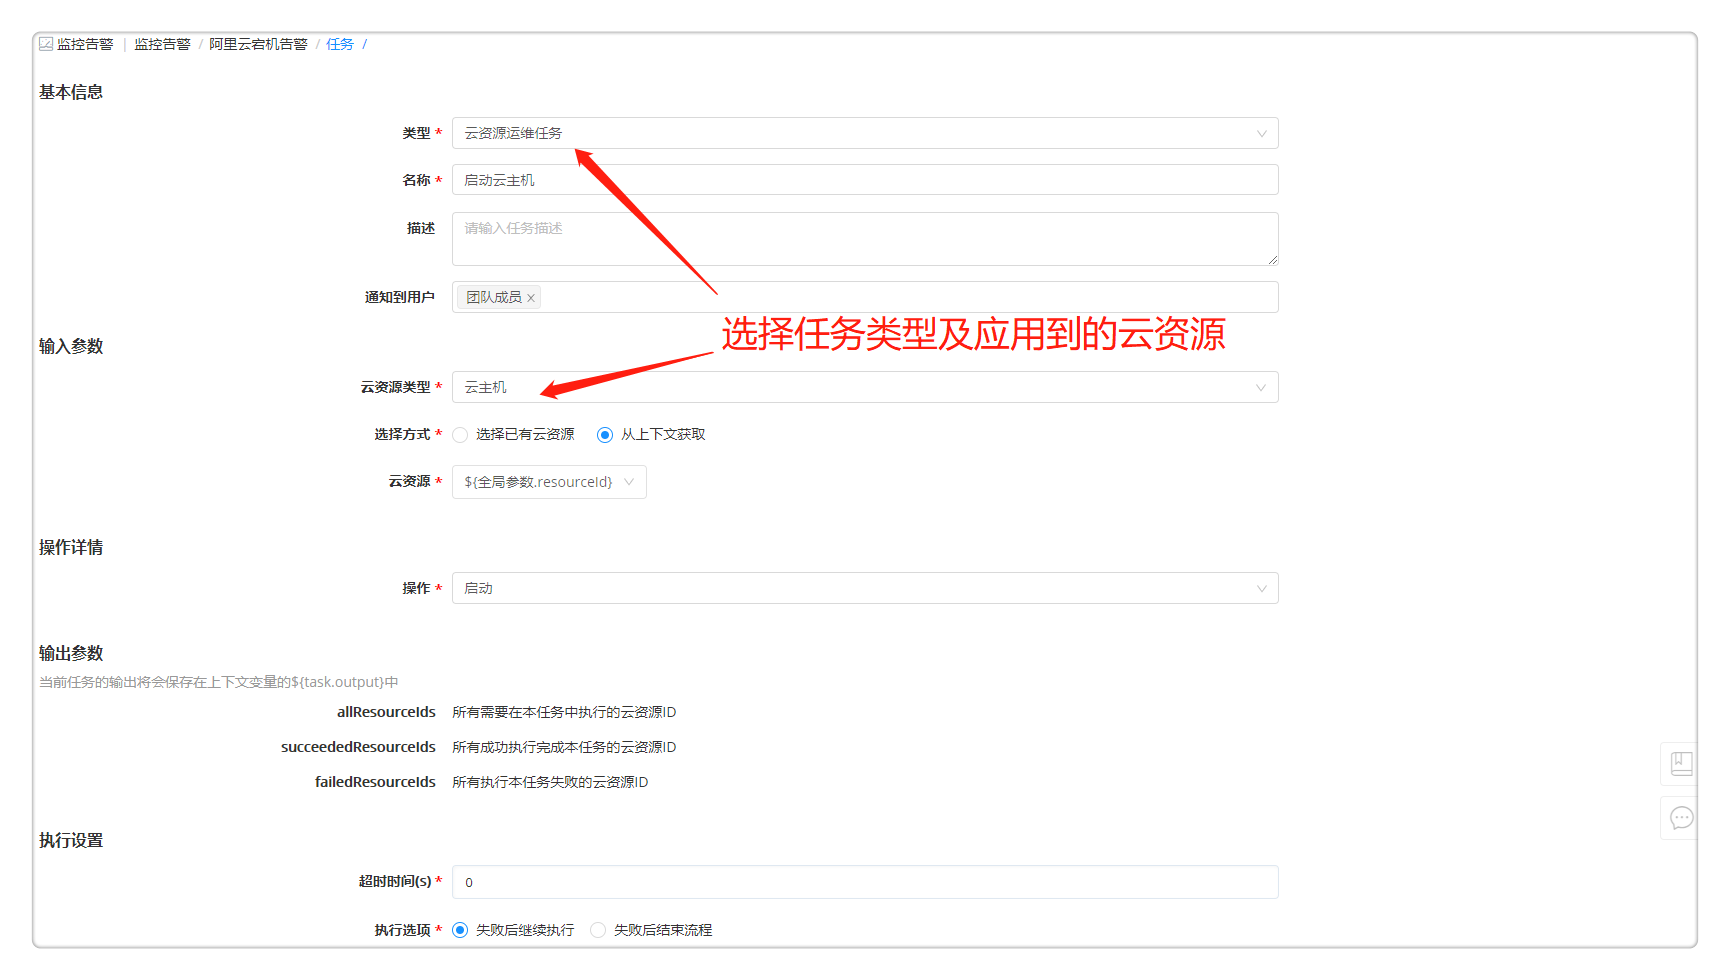 监控告警 | 监控告警 / 阿里云宕机告警 / 任务 /
基本信息
类型 * 云资源运维任务
名称 * 启动云主机
描述 请输入任务描述
通知到用户 团队成员 ×
选择任务类型及应用到的云资源
输入参数
云资源类型 * 云主机
选择方式 * 选择已有云资源 从上下文获取
云资源 * ${全局参数.resourceId}
操作详情
操作 * 启动
输出参数
当前任务的输出将会保存在上下文变量的${task.output}中
allResourceIds 所有需要在本任务中执行的云资源ID
succeededResourceIds 所有成功执行完成本任务的云资源ID
failedResourceIds 所有执行本任务失败的云资源ID
执行设置
超时时间(s) * 0
执行选项 * 失败后继续执行 失败后结束流程